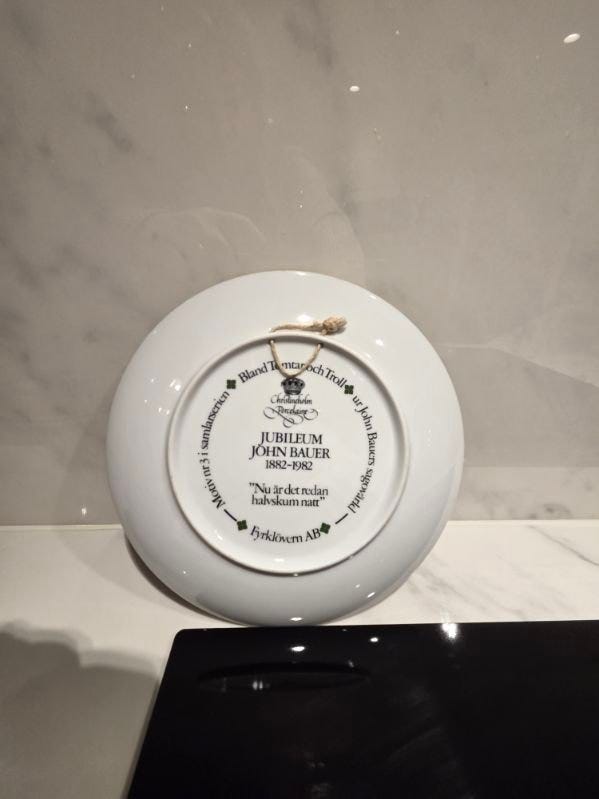 Bland Tomtar och Troll
ur John Bauers sagovärld
Christineholm
Porcelaine
JUBILEUM
JOHN BAUER
1882-1982
"Nu är det redan
halvskum natt"
Motiv nr 3 i samlarserien
Fyrklövern AB